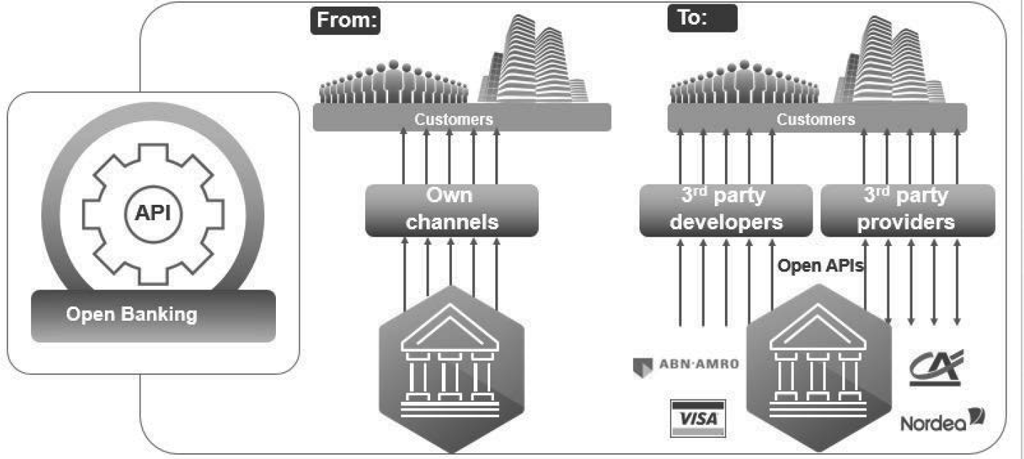 API
Open Banking
From:
Customers
Own
channels
To:
Customers
3rd party
developers
3rd party
providers
Open APIs
ABN·AMRO
VISA
CA
Nordea